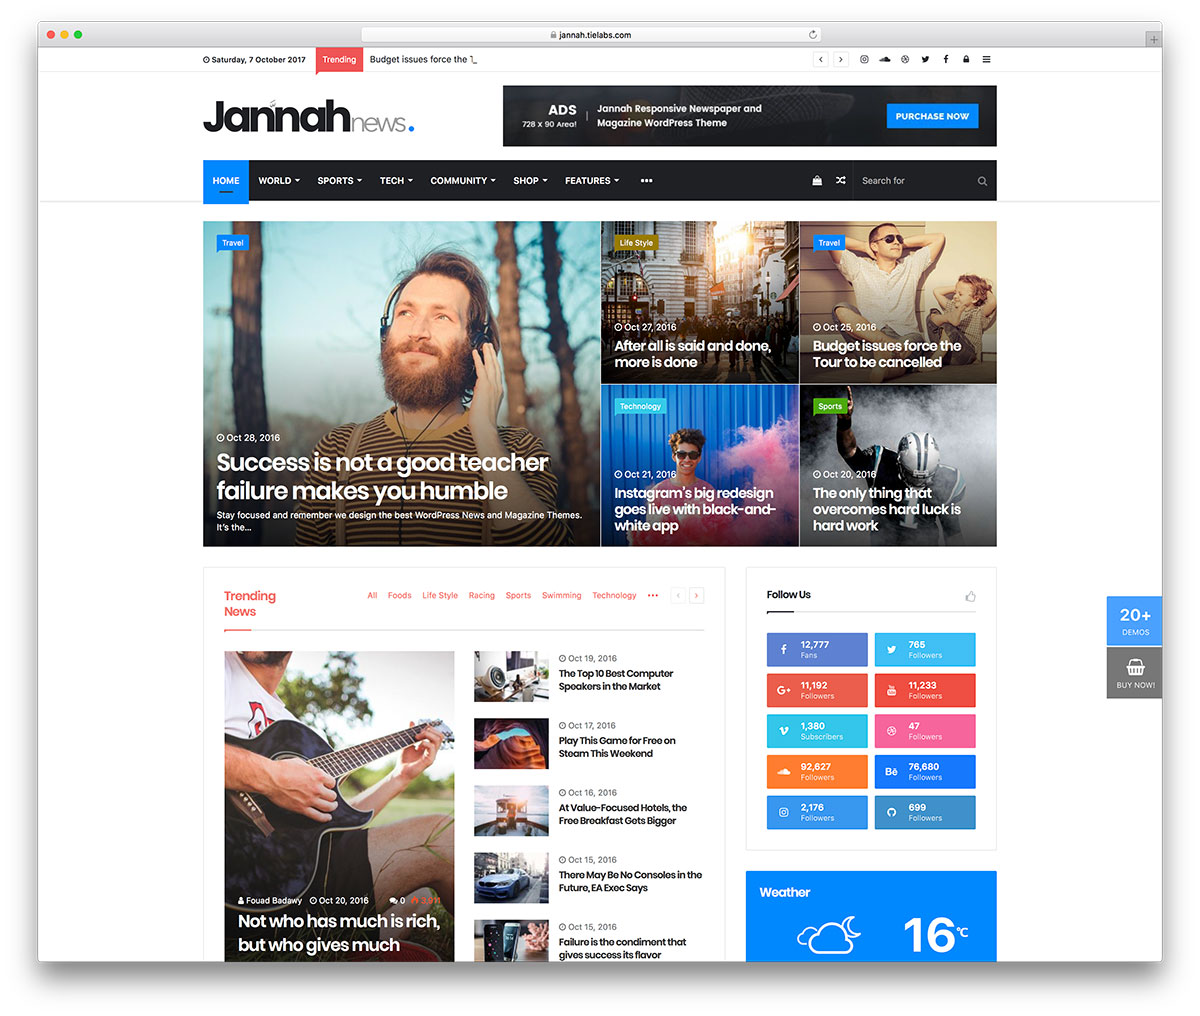 jannah.tielabs.com
Saturday, 7 October 2017
Trending
Budget issues force the T_
Jannah news.
ADS
728 X 90 Area!
Jannah Responsive Newspaper and
Magazine WordPress Theme
PURCHASE NOW
HOME WORLD SPORTS TECH COMMUNITY SHOP FEATURES ••• Search for
Travel
Oct 28, 2016
Success is not a good teacher
failure makes you humble
Stay focused and remember we design the best WordPress News and Magazine Themes.
It's the...
Life Style
Oct 27, 2016
After all is said and done,
more is done
Travel
Oct 25, 2016
Budget issues force the
Tour to be cancelled
Technology
Oct 21, 2016
Instagram's big redesign
goes live with black-and-
white app
Sports
Oct 20, 2016
The only thing that
overcomes hard luck is
hard work
Trending
News
All Foods Life Style Racing Sports Swimming Technology •••
Fouad Badawy Oct 20, 2016 0 3,911
Not who has much is rich,
but who gives much
Oct 19, 2016
The Top 10 Best Computer
Speakers in the Market
Oct 17, 2016
Play This Game for Free on
Steam This Weekend
Oct 16, 2016
At Value-Focused Hotels, the
Free Breakfast Gets Bigger
Oct 15, 2016
There May Be No Consoles in the
Future, EA Exec Says
Oct 15, 2016
Failure is the condiment that
gives success its flavor
Follow Us
12,777
Fans
765
Followers
G+
11,192
Followers
11,233
Followers
1,380
Subscribers
47
Followers
92,627
Followers
Bē
76,680
Followers
2,176
Followers
699
Followers
Weather
16 °C
20+
DEMOS
BUY NOW!